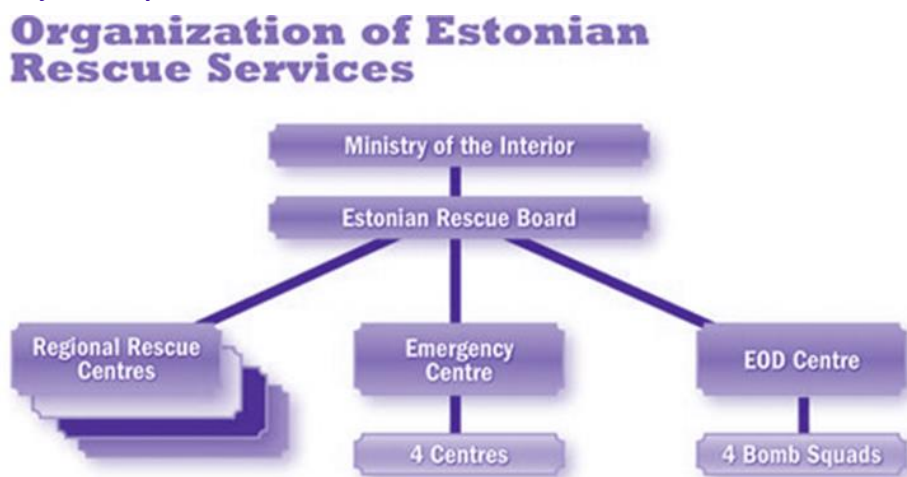 Organization of Estonian
Rescue Services
Ministry of the Interior
Estonian Rescue Board
Regional Rescue
Centres
Emergency
Centre
EOD Centre
4 Centres
4 Bomb Squads